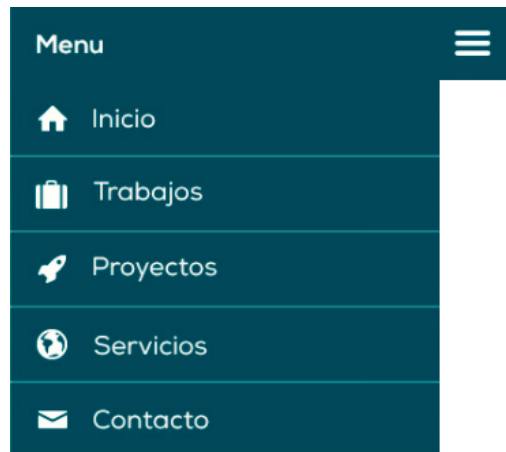 Menu
Inicio
Trabajos
Proyectos
Servicios
Contacto